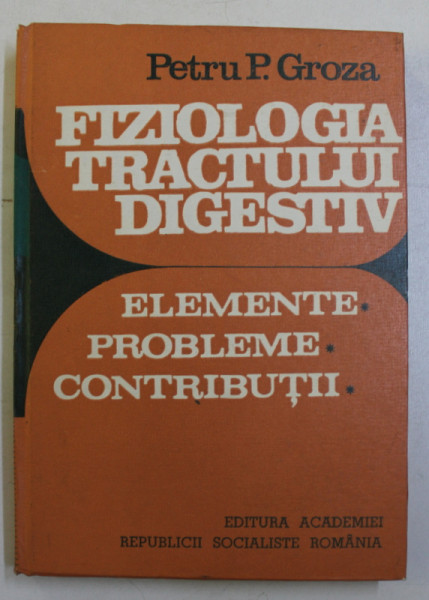 Petru P. Groza
FIZIOLOGIA
TRACTULUI
DIGESTIV
ELEMENTE.
PROBLEME.
CONTRIBUȚII.
EDITURA ACADEMIEI
REPUBLICII SOCIALISTE ROMÂNIA